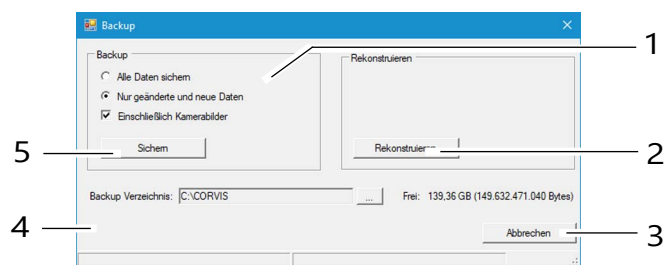 Backup
1
Backup
Rekonstruieren
Alle Daten sichern
Nur geänderte und neue Daten
Einschließlich Kamerabilder
5
Sichern
Rekonstruieren
2
Backup Verzeichnis: C:\CORVIS ... Frei: 139,36 GB (149.632.471.040 Bytes)
4
Abbrechen
3